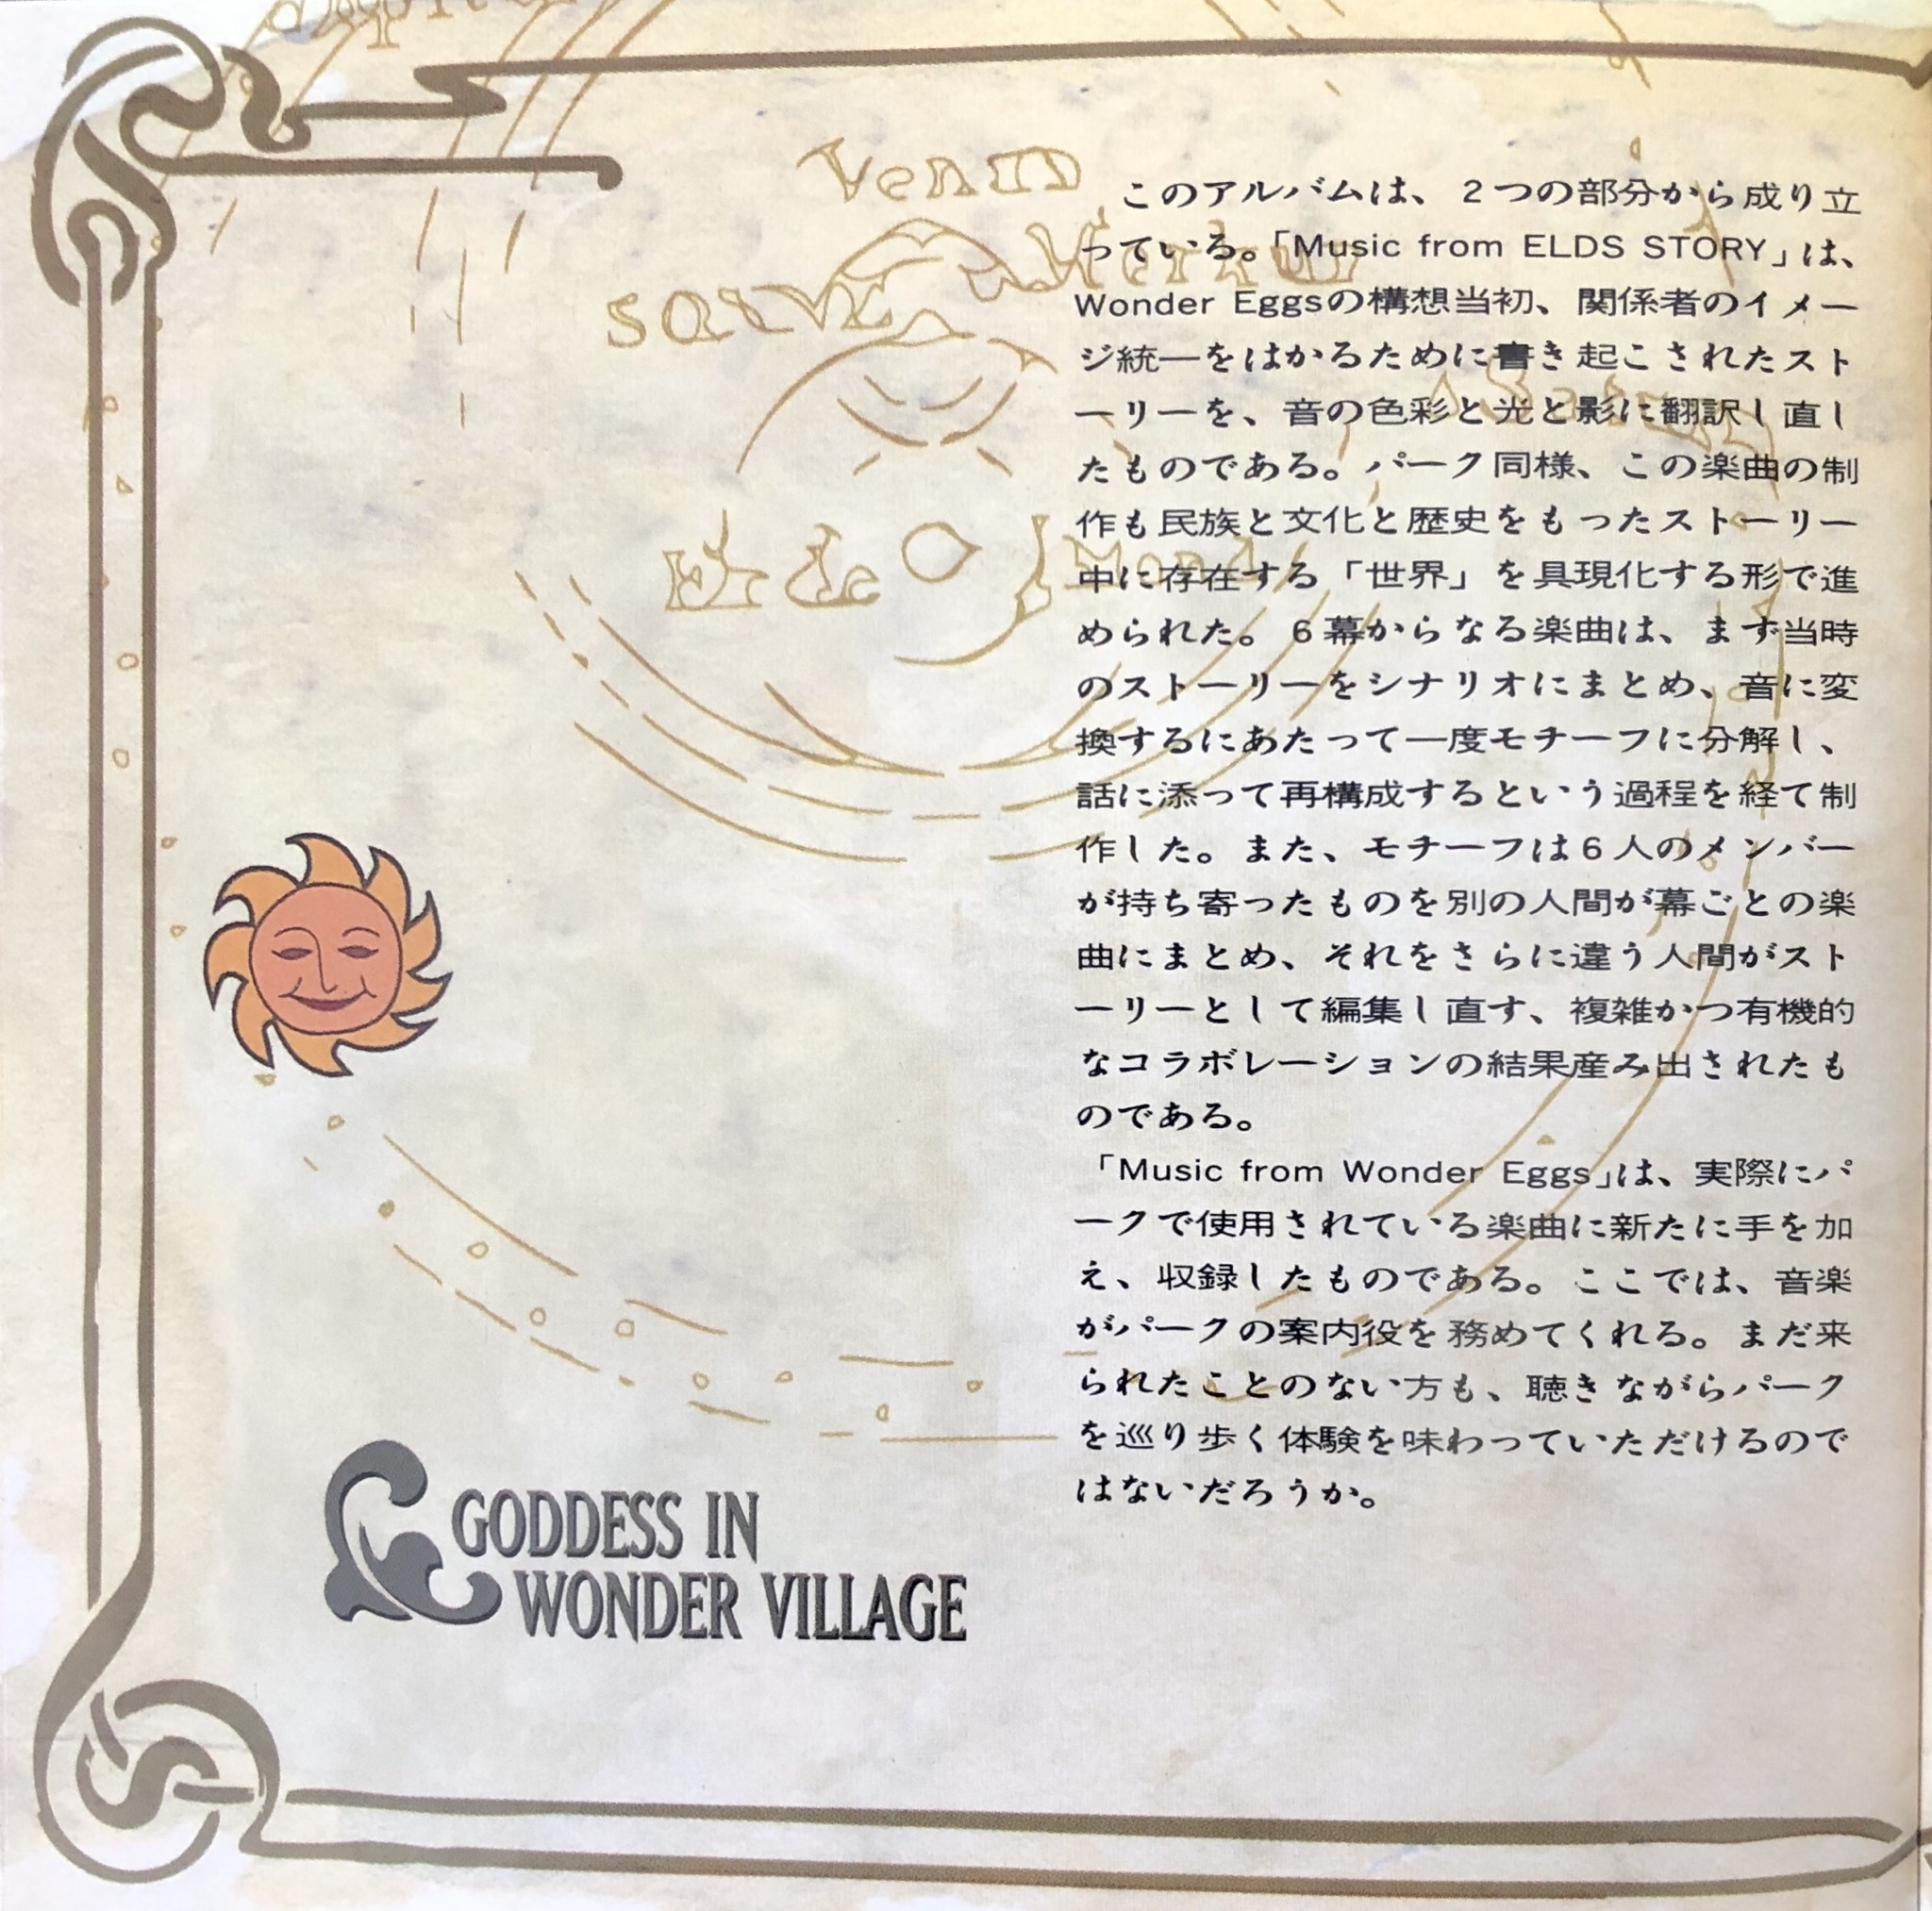 このアルバムは、2つの部分から成り立
っている。「Music from ELDS STORY」は、
Wonder Eggsの構想当初、関係者のイメー
ジ統一をはかるために書き起こされたスト
ーリーを、音の色彩と光と影に翻訳し直し
たものである。パーク同様、この楽曲の制
作も民族と文化と歴史をもったストーリー
中に存在する「世界」を具現化する形で進
められた。6幕からなる楽曲は、まず当時
のストーリーをシナリオにまとめ、音に変
換するにあたって一度モチーフに分解し、
話に添って再構成するという過程を経て制
作した。また、モチーフは6人のメンバー
が持ち寄ったものを別の人間が幕ごとの楽
曲にまとめ、それをさらに違う人間がスト
ーリーとして編集し直す、複雑かつ有機的
なコラボレーションの結果産み出されたも
のである。
「Music from Wonder Eggs」は、実際にパ
ークで使用されている楽曲に新たに手を加
え、収録したものである。ここでは、音楽
がパークの案内役を務めてくれる。まだ来
られたことのない方も、聴きながらパーク
を巡り歩く体験を味わっていただけるので
はないだろうか。
GODDESS IN
WONDER VILLAGE